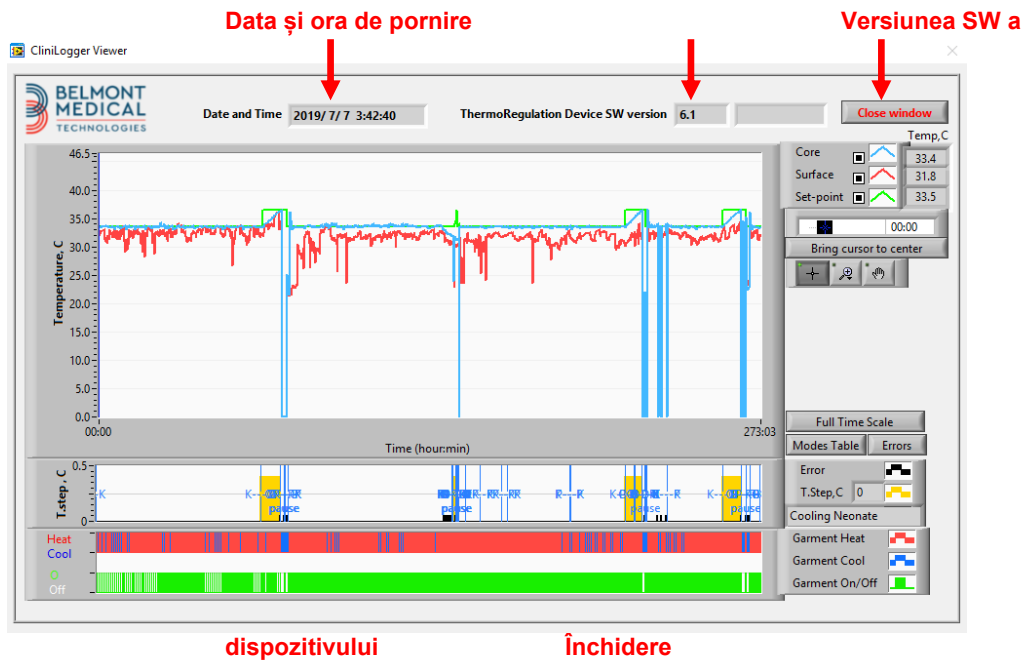 Data și ora de pornire
Versiunea SW a
CliniLogger Viewer
BELMONT
MEDICAL
TECHNOLOGIES
Date and Time 2019/ 7/ 7 3:42:40 ThermoRegulation Device SW version 6.1 Close window
Temp,C
Core 33.4
Surface 31.8
Set-point 33.5
00:00
Bring cursor to center
46.5
40.0
35.0
30.0
25.0
20.0
15.0
10.0
5.0
0.0
Temperature, C
00:00 273:03
Time (hour:min)
Full Time Scale
Modes Table Errors
0.5
0
T.step, C
K
pause pause pause pause
Error
T.Step,C 0
Cooling Neonate
Heat
Cool
Off
Garment Heat
Garment Cool
Garment On/Off
dispozitivului Închidere